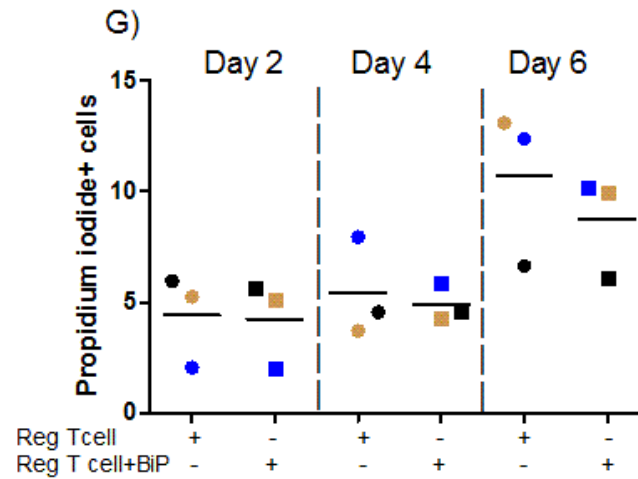 G)
Day 2 Day 4 Day 6
Propidium iodide+ cells
15
10
5
0
Reg Tcell + - + - + -
Reg T cell+BiP - + - + - +